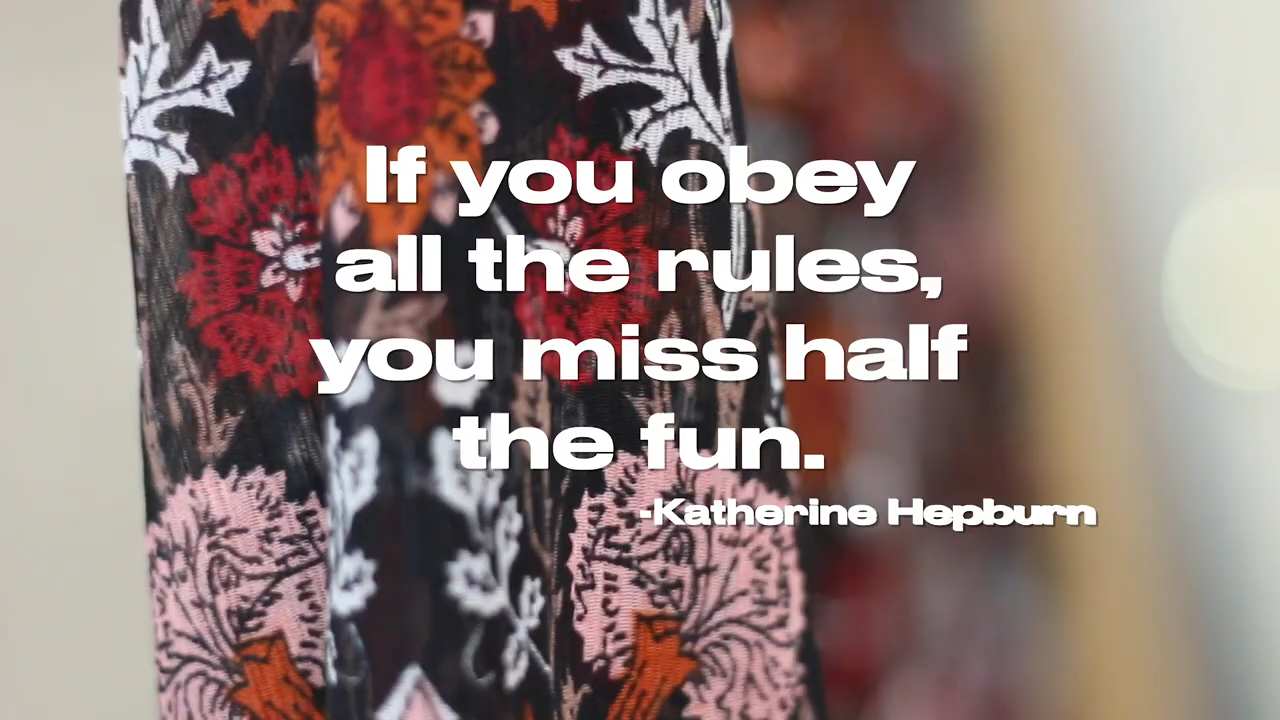 If you obey
all the rules,
you miss half
the fun.
-Katherine Hepburn